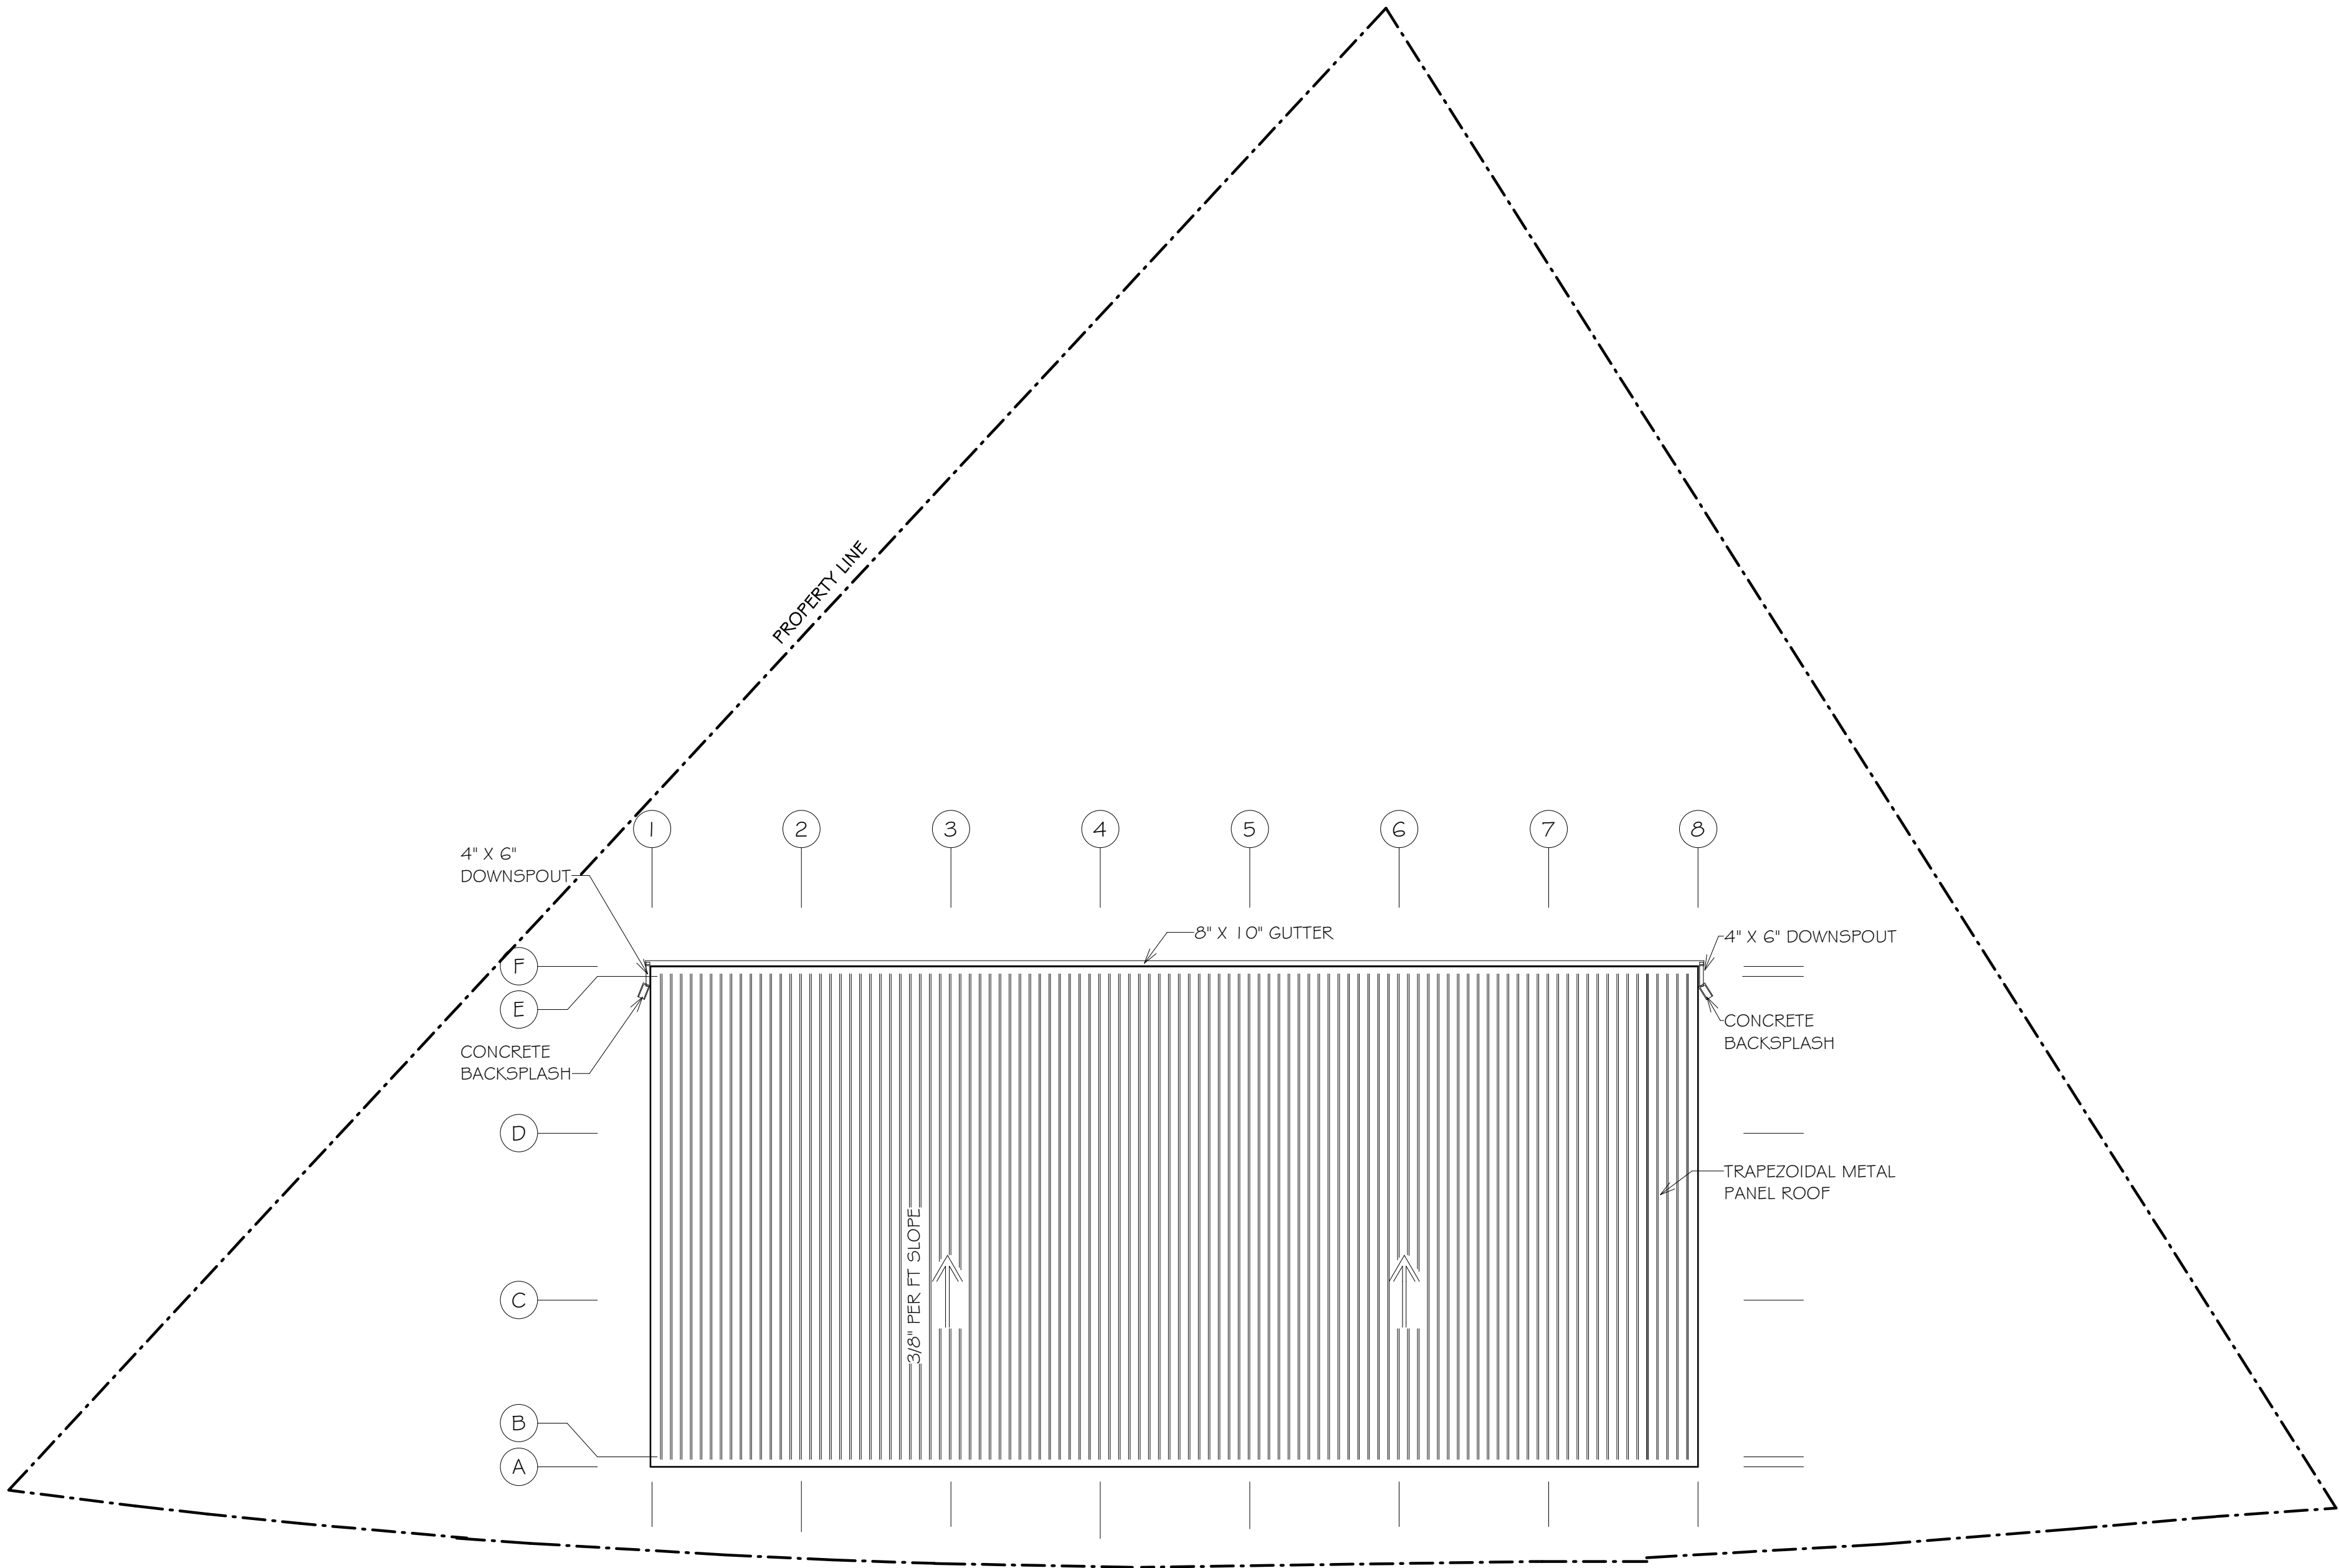 PROPERTY LINE
1 2 3 4 5 6 7 8
4" X 6"
DOWNSPOUT
8" X 10" GUTTER
4" X 6" DOWNSPOUT
F
E
CONCRETE
BACKSPLASH
CONCRETE
BACKSPLASH
D
TRAPEZOIDAL METAL
PANEL ROOF
3/8" PER FT SLOPE
C
B
A